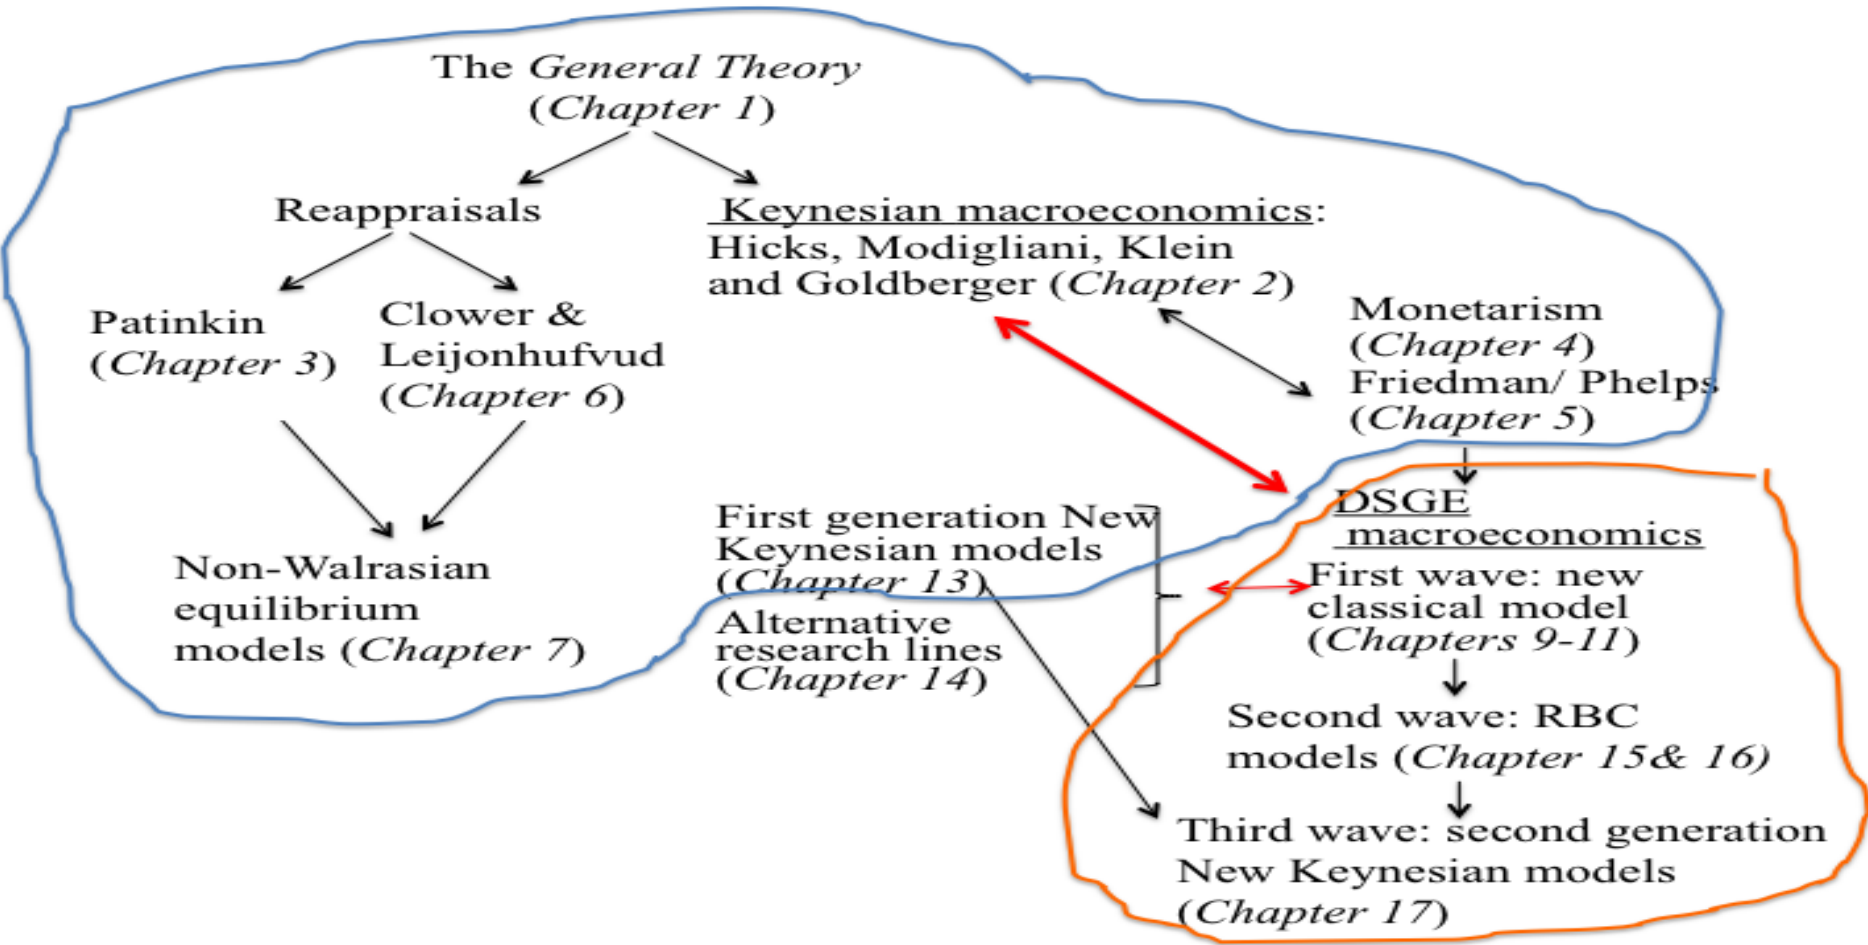 The General Theory
(Chapter 1)
Reappraisals
Keynesian macroeconomics:
Hicks, Modigliani, Klein
and Goldberger (Chapter 2)
Patinkin
(Chapter 3)
Clower &
Leijonhufvud
(Chapter 6)
Monetarism
(Chapter 4)
Friedman/ Phelps
(Chapter 5)
Non-Walrasian
equilibrium
models (Chapter 7)
First generation New
Keynesian models
(Chapter 13)
Alternative
research lines
(Chapter 14)
DSGE
macroeconomics
First wave: new
classical model
(Chapters 9-11)
Second wave: RBC
models (Chapter 15& 16)
Third wave: second generation
New Keynesian models
(Chapter 17)